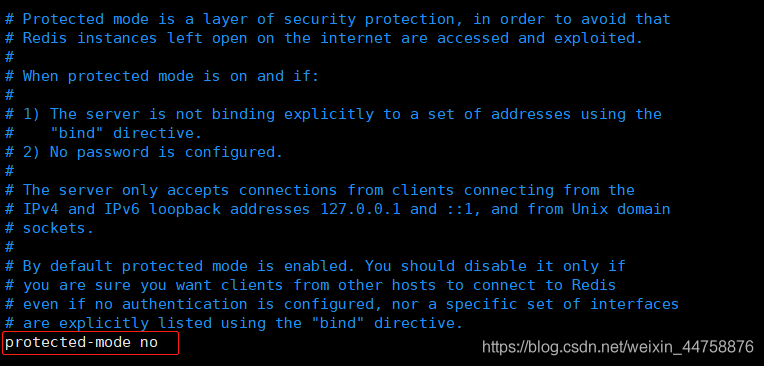 # Protected mode is a layer of security protection, in order to avoid that
# Redis instances left open on the internet are accessed and exploited.
#
# When protected mode is on and if:
#
# 1) The server is not binding explicitly to a set of addresses using the
#    "bind" directive.
# 2) No password is configured.
#
# The server only accepts connections from clients connecting from the
# IPv4 and IPv6 loopback addresses 127.0.0.1 and ::1, and from Unix domain
# sockets.
#
# By default protected mode is enabled. You should disable it only if
# you are sure you want clients from other hosts to connect to Redis
# even if no authentication is configured, nor a specific set of interfaces
# are explicitly listed using the "bind" directive.
protected-mode no
https://blog.csdn.net/weixin_44758876